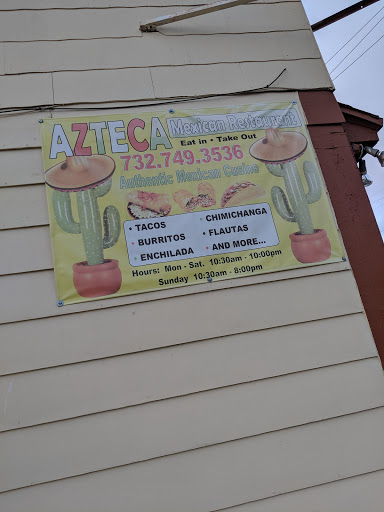 AZTECA Mexican Restaurant
Eat in • Take Out
732.749.3536
Authentic Mexican Cusine
• TACOS
• BURRITOS
• ENCHILADA
• CHIMICHANGA
• FLAUTAS
• AND MORE...
Hours: Mon - Sat. 10:30am - 10:00pm
Sunday 10:30am - 8:00pm